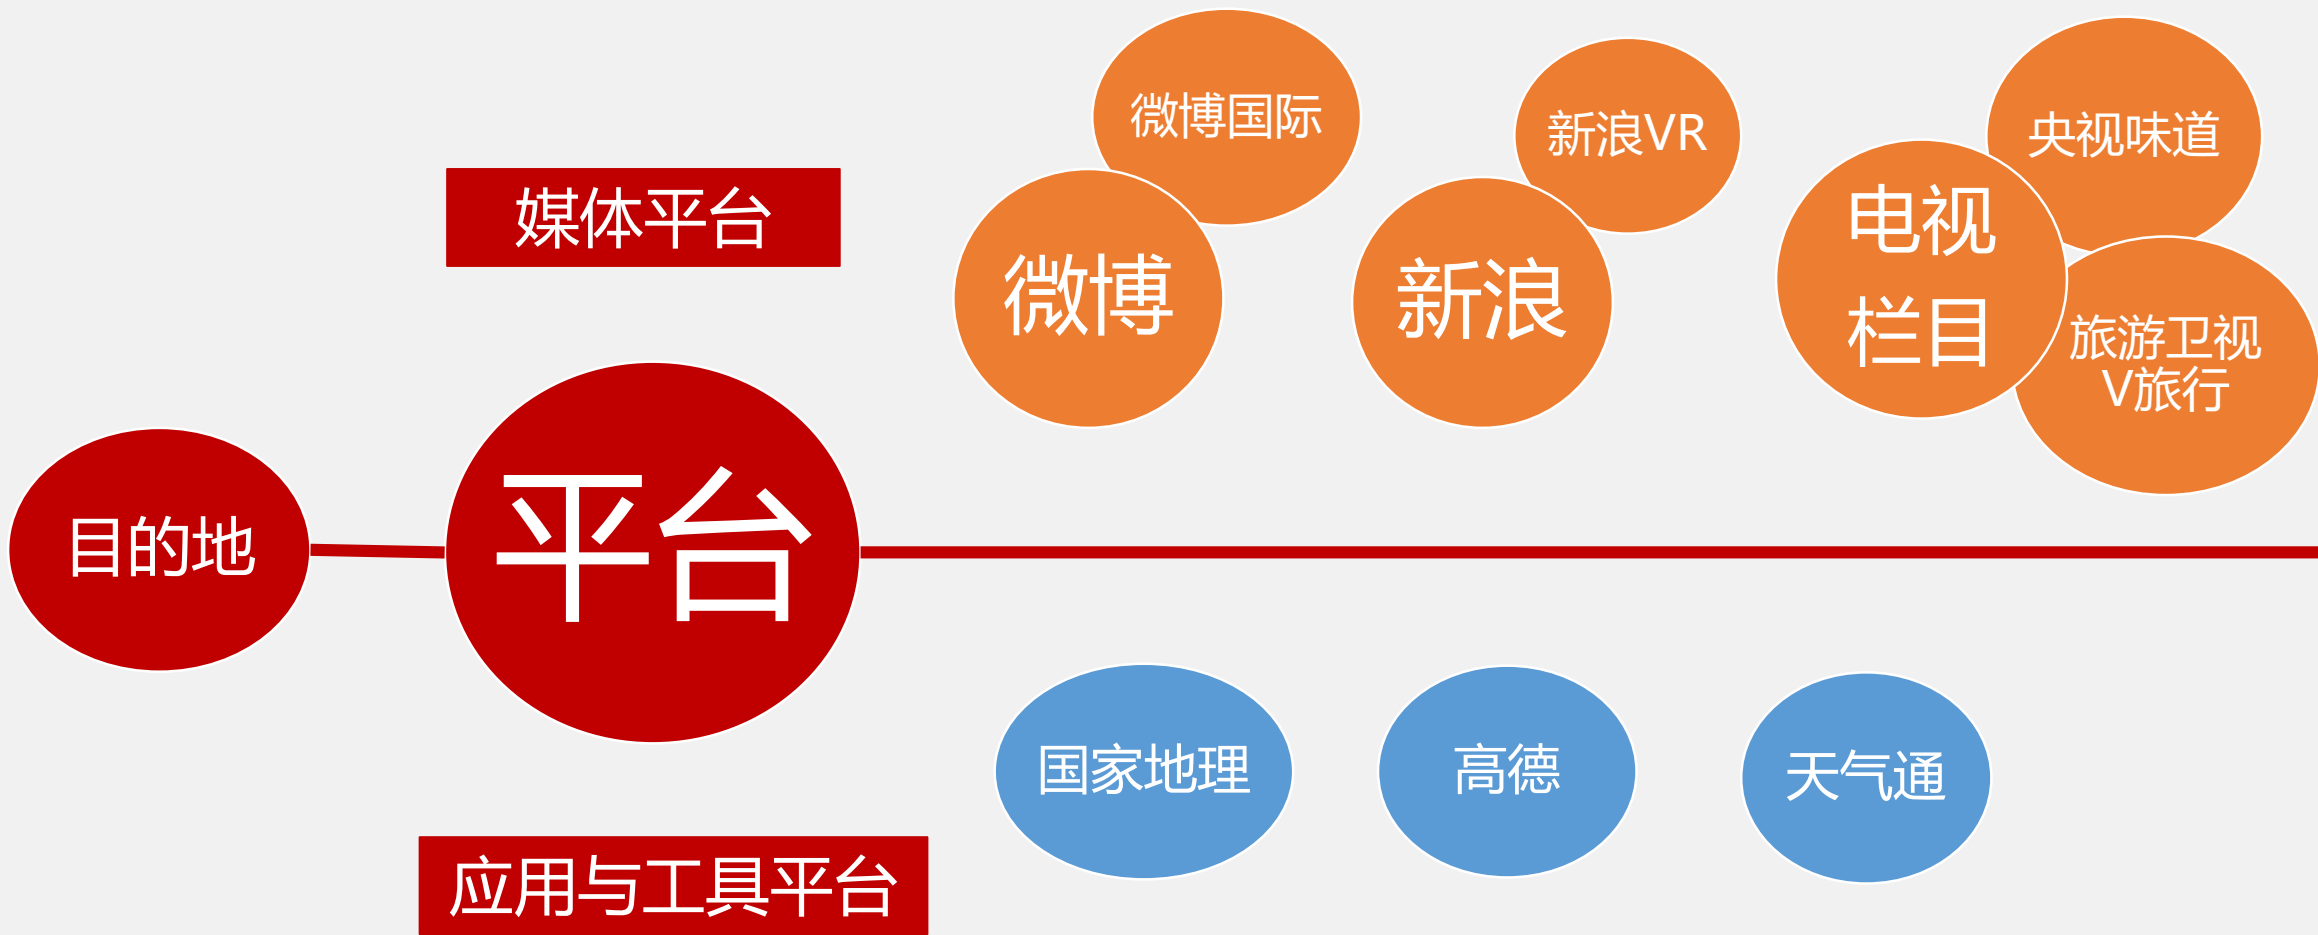 微博国际
新浪VR
央视味道
媒体平台
微博
新浪
电视
栏目
旅游卫视
V旅行
目的地
平台
国家地理
高德
天气通
应用与工具平台